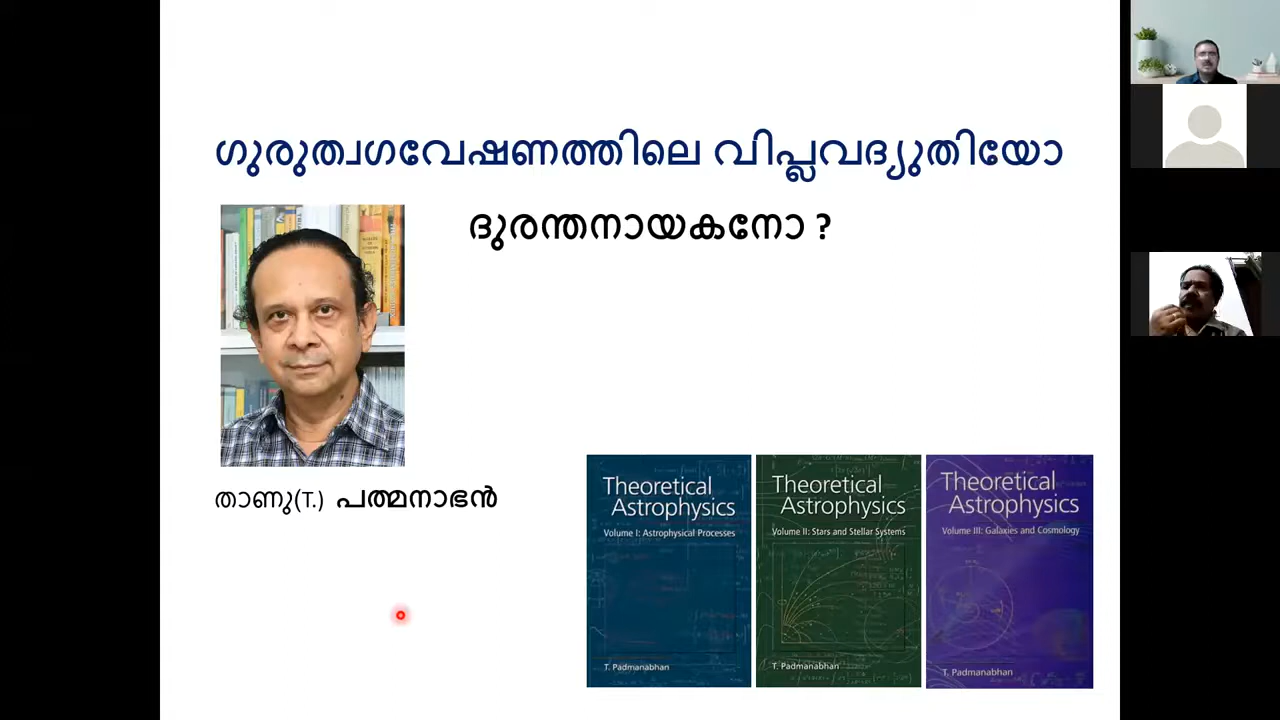 ഗുരുത്വഗവേഷണത്തിലെ വിപ്ലവദ്യുതിയോ
ദുരന്തനായകനോ ?
താണു(T.) പത്മനാഭൻ
Theoretical
Astrophysics
Volume I: Astrophysical Processes
T. Padmanabhan
Theoretical
Astrophysics
Volume II: Stars and Stellar Systems
T. Padmanabhan
Theoretical
Astrophysics
Volume III: Galaxies and Cosmology
T. Padmanabhan